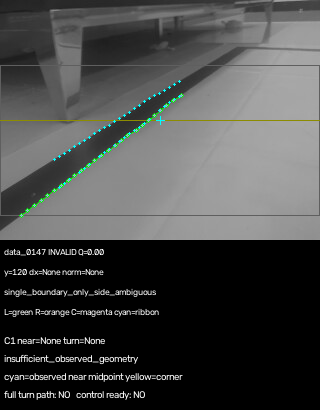 data_0147 INVALID Q=0.00
y=120 dx=None norm=None
single_boundary_only_side_ambiguous
L=green R=orange C=magenta cyan=ribbon
C1 near=None turn=None
insufficient_observed_geometry
cyan=observed near midpoint yellow=corner
full turn path: NO control ready: NO